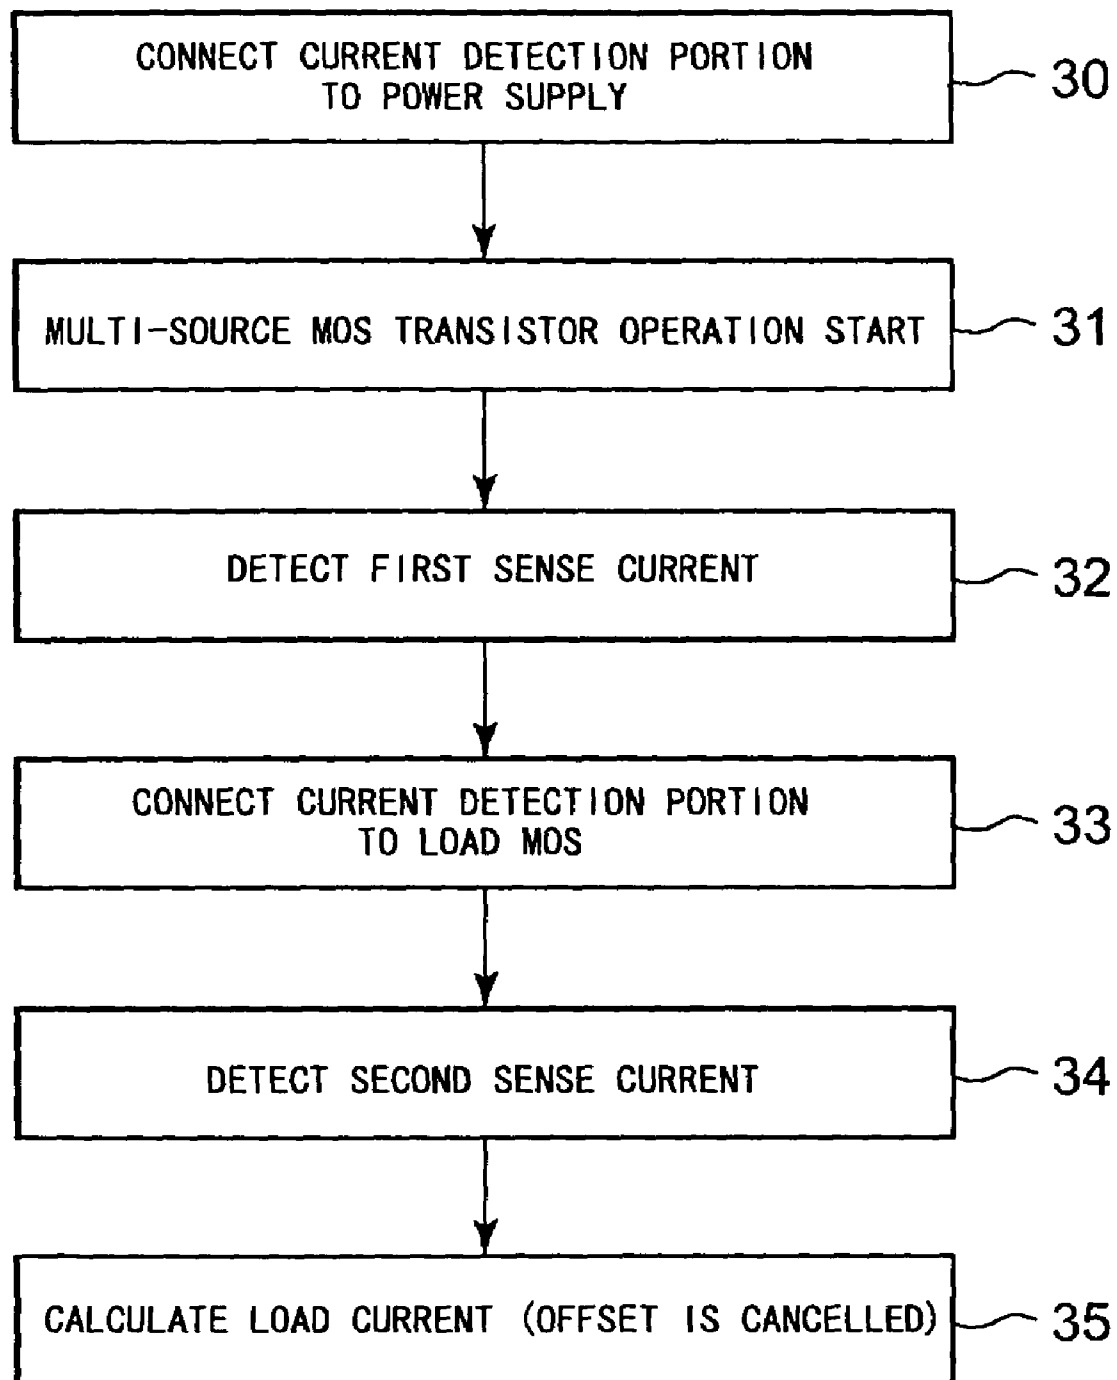 CONNECT CURRENT DETECTION PORTION
TO POWER SUPPLY
30
MULTI-SOURCE MOS TRANSISTOR OPERATION START
31
DETECT FIRST SENSE CURRENT
32
CONNECT CURRENT DETECTION PORTION
TO LOAD MOS
33
DETECT SECOND SENSE CURRENT
34
CALCULATE LOAD CURRENT (OFFSET IS CANCELLED)
35